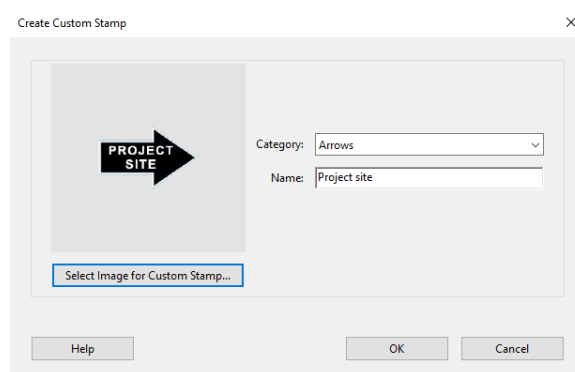 Create Custom Stamp
PROJECT
SITE
Category: Arrows
Name: Project site
Select Image for Custom Stamp...
Help OK Cancel